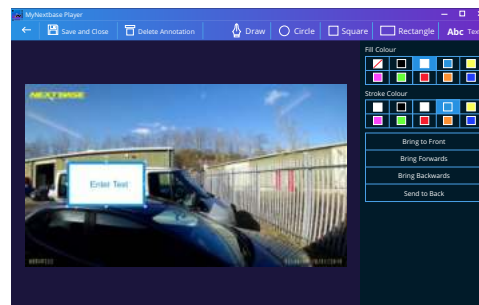 MyNextbase Player
Save and Close
Delete Annotation
Draw
Circle
Square
Rectangle
Abc
Fill Colour
NEXTBASE
Stroke Colour
Enter Text
Bring to Front
Bring Forwards
Bring Backwards
Send to Back